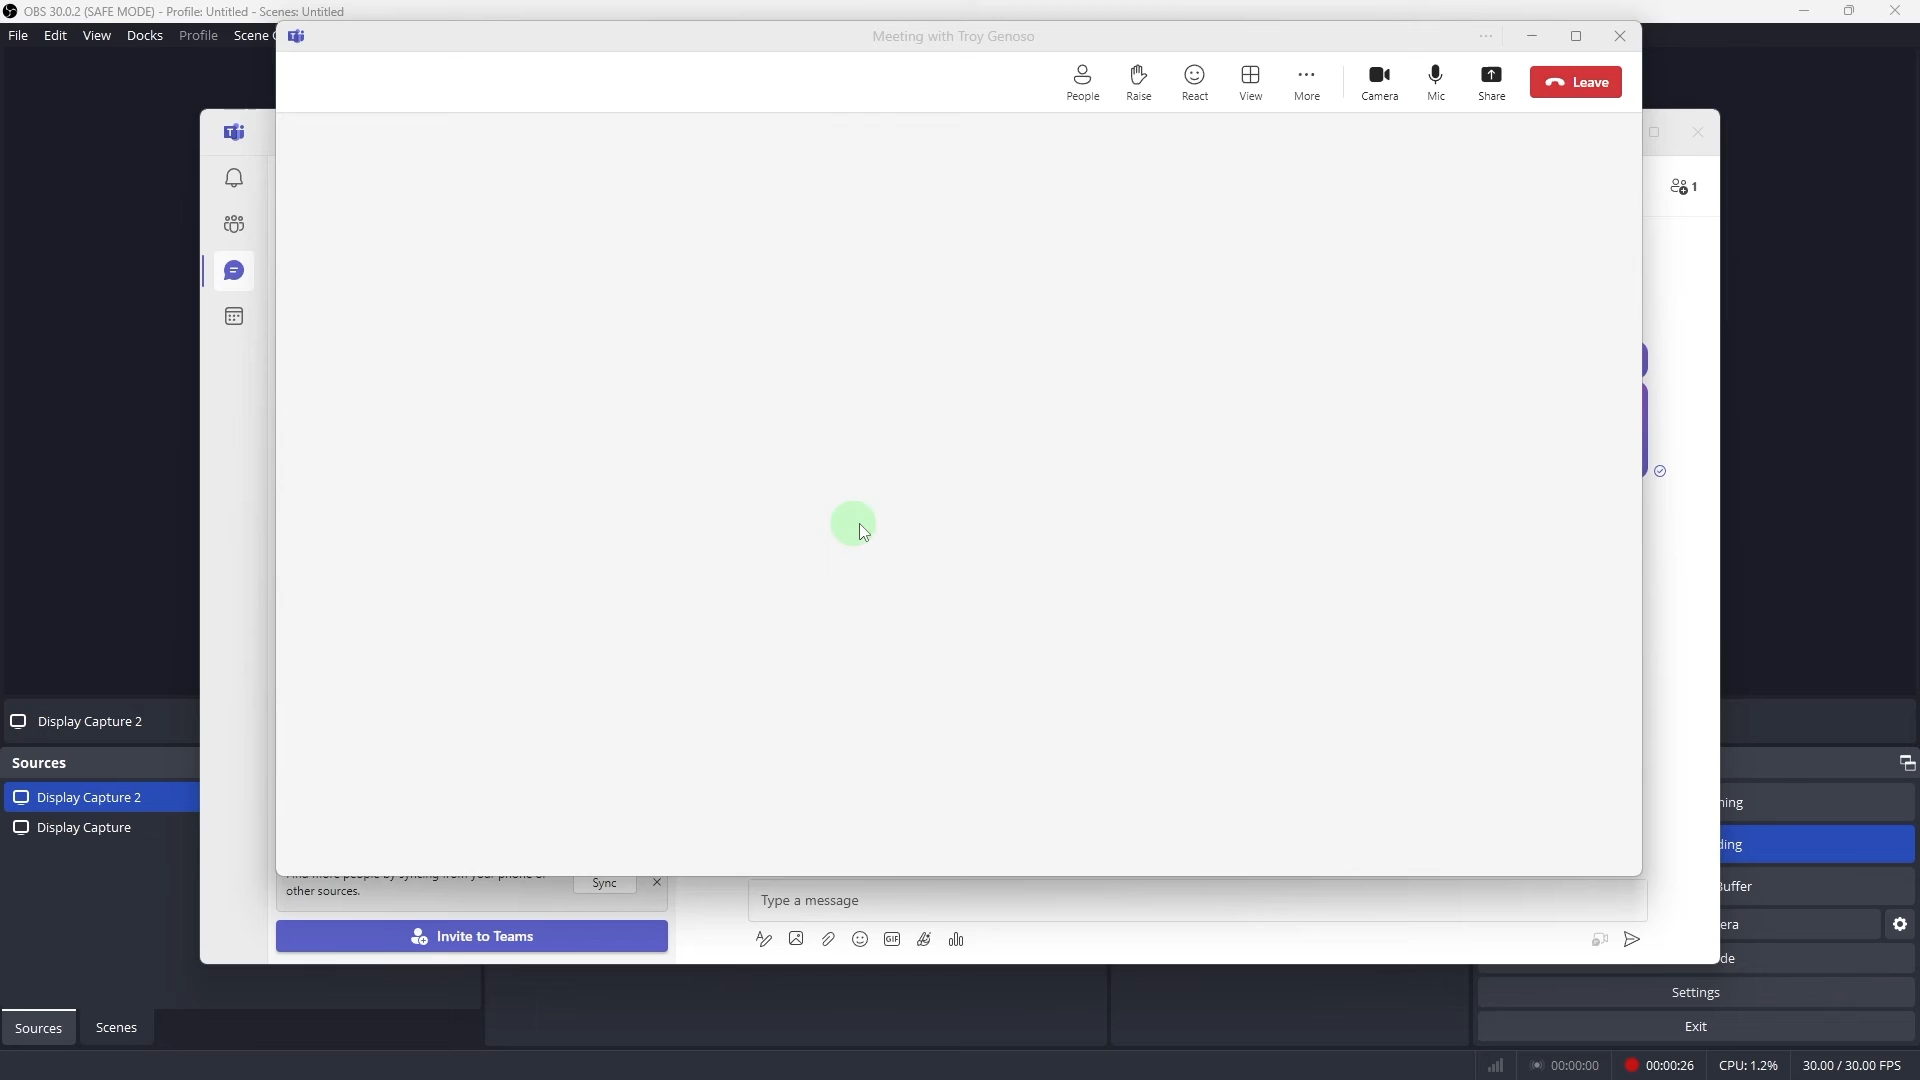 OBS 30.0.2 (SAFE MODE) - Profile: Untitled - Scenes: Untitled
File Edit View Docks Profile Scene
Meeting with Troy Genoso
People Raise React View More Camera Mic Share Leave
1
Display Capture 2
Sources
Display Capture 2
Display Capture
other sources.
Sync
Invite to Teams
Type a message
GIF
ning
ding
Buffer
era
de
Settings
Exit
Sources Scenes
00:00:00 00:00:26 CPU: 1.2% 30.00 / 30.00 FPS